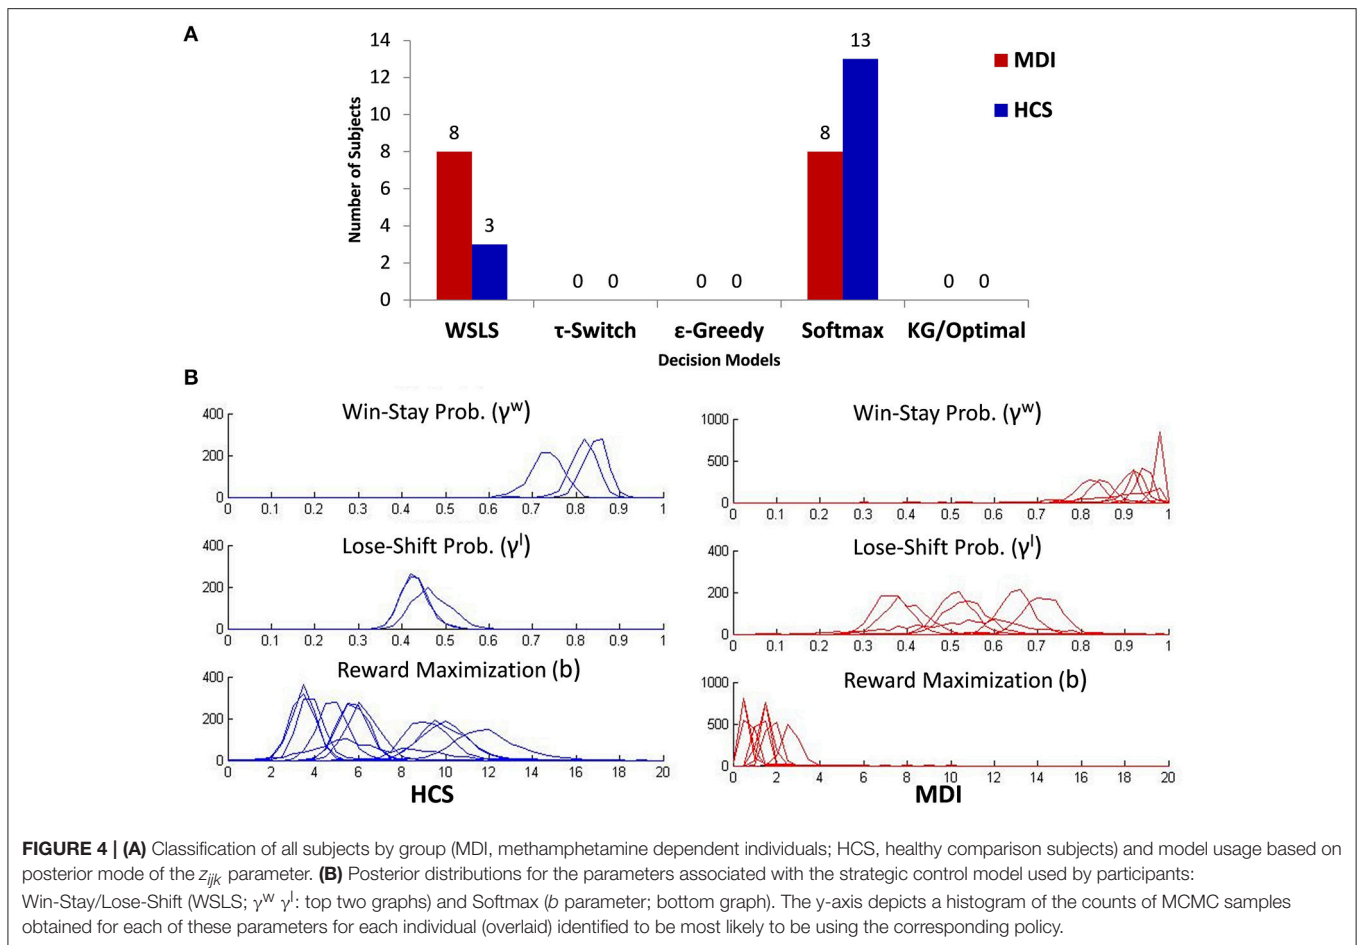 A
14
12
10
8
6
4
2
0
Number of Subjects
8
3
0 0
0 0
8
13
0 0
MDI
HCS
WSLS τ-Switch ε-Greedy Softmax KG/Optimal
Decision Models
B
Win-Stay Prob. (γʷ)
400
200
0
0 0.1 0.2 0.3 0.4 0.5 0.6 0.7 0.8 0.9 1
Lose-Shift Prob. (γˡ)
400
200
0
0 0.1 0.2 0.3 0.4 0.5 0.6 0.7 0.8 0.9 1
Reward Maximization (b)
400
200
0
0 2 4 6 8 10 12 14 16 18 20
HCS
Win-Stay Prob. (γʷ)
1000
500
0
0 0.1 0.2 0.3 0.4 0.5 0.6 0.7 0.8 0.9 1
Lose-Shift Prob. (γˡ)
400
200
0
0 0.1 0.2 0.3 0.4 0.5 0.6 0.7 0.8 0.9 1
Reward Maximization (b)
1000
500
0
0 2 4 6 8 10 12 14 16 18 20
MDI
FIGURE 4 | (A) Classification of all subjects by group (MDI, methamphetamine dependent individuals; HCS, healthy comparison subjects) and model usage based on
posterior mode of the zijk parameter. (B) Posterior distributions for the parameters associated with the strategic control model used by participants:
Win-Stay/Lose-Shift (WSLS; γʷ γˡ: top two graphs) and Softmax (b parameter; bottom graph). The y-axis depicts a histogram of the counts of MCMC samples
obtained for each of these parameters for each individual (overlaid) identified to be most likely to be using the corresponding policy.